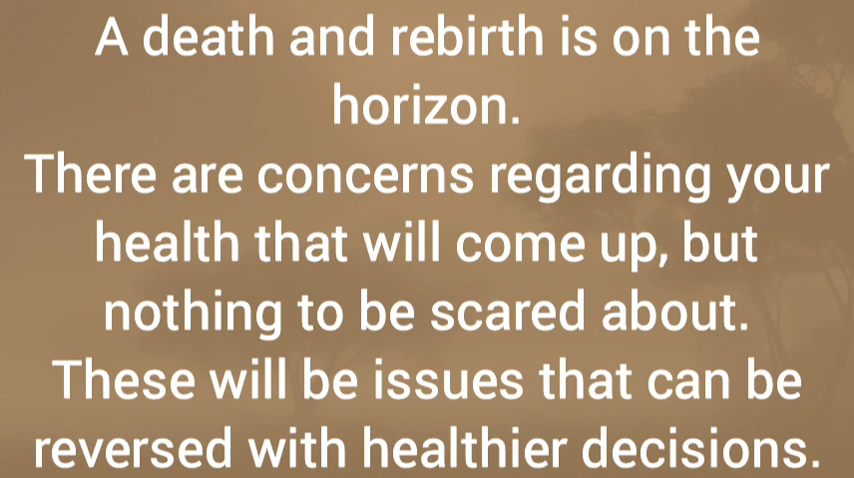 A death and rebirth is on the
horizon.
There are concerns regarding your
health that will come up, but
nothing to be scared about.
These will be issues that can be
reversed with healthier decisions.